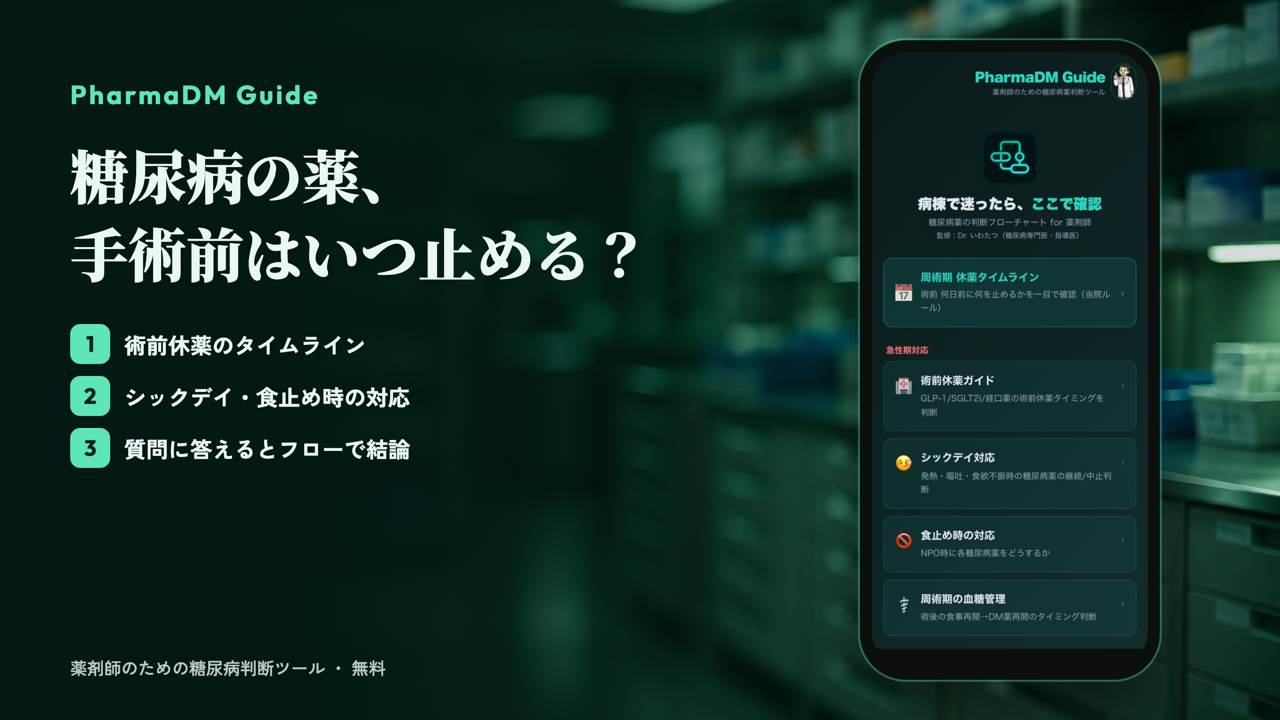 PharmaDM Guide
糖尿病の薬、
手術前はいつ止める？
1 術前休薬のタイムライン
2 シックデイ・食止め時の対応
3 質問に答えるとフローで結論
薬剤師のための糖尿病判断ツール ・ 無料
PharmaDM Guide
薬剤師のための糖尿病薬判断ツール
病棟で迷ったら、ここで確認
糖尿病薬の判断フローチャート for 薬剤師
監修：Dr. いわたつ（糖尿病専門医・指導医）
17
周術期 休薬タイムライン
術前 何日前に何を止めるかを一目で確認（当院ル
ール）
›
急性期対応
術前休薬ガイド
GLP-1/SGLT2i/経口薬の術前休薬タイミングを
判断
›
シックデイ対応
発熱・嘔吐・食欲不振時の糖尿病薬の継続/中止判
断
›
食止め時の対応
NPO時に各糖尿病薬をどうするか
›
周術期の血糖管理
術後の食事再開→DM薬再開のタイミング判断
›